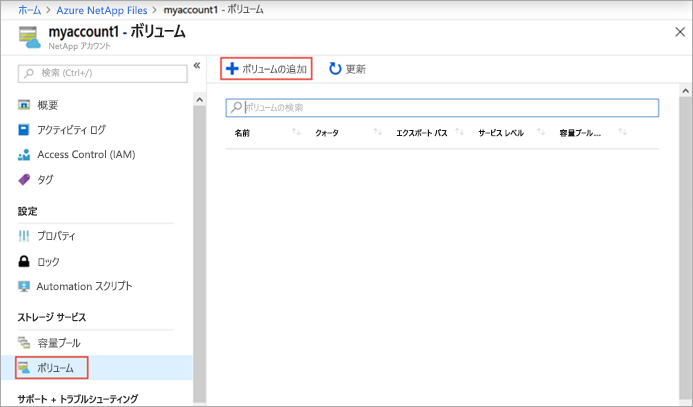 ホーム > Azure NetApp Files > myaccount1 - ボリューム
myaccount1 - ボリューム
NetApp アカウント
検索 (Ctrl+/)
概要
アクティビティ ログ
Access Control (IAM)
タグ
設定
プロパティ
ロック
Automation スクリプト
ストレージ サービス
容量プール
ボリューム
サポート + トラブルシューティング
ボリュームの追加 更新
ボリュームの検索
名前 クォータ エクスポート パス サービス レベル 容量プール...